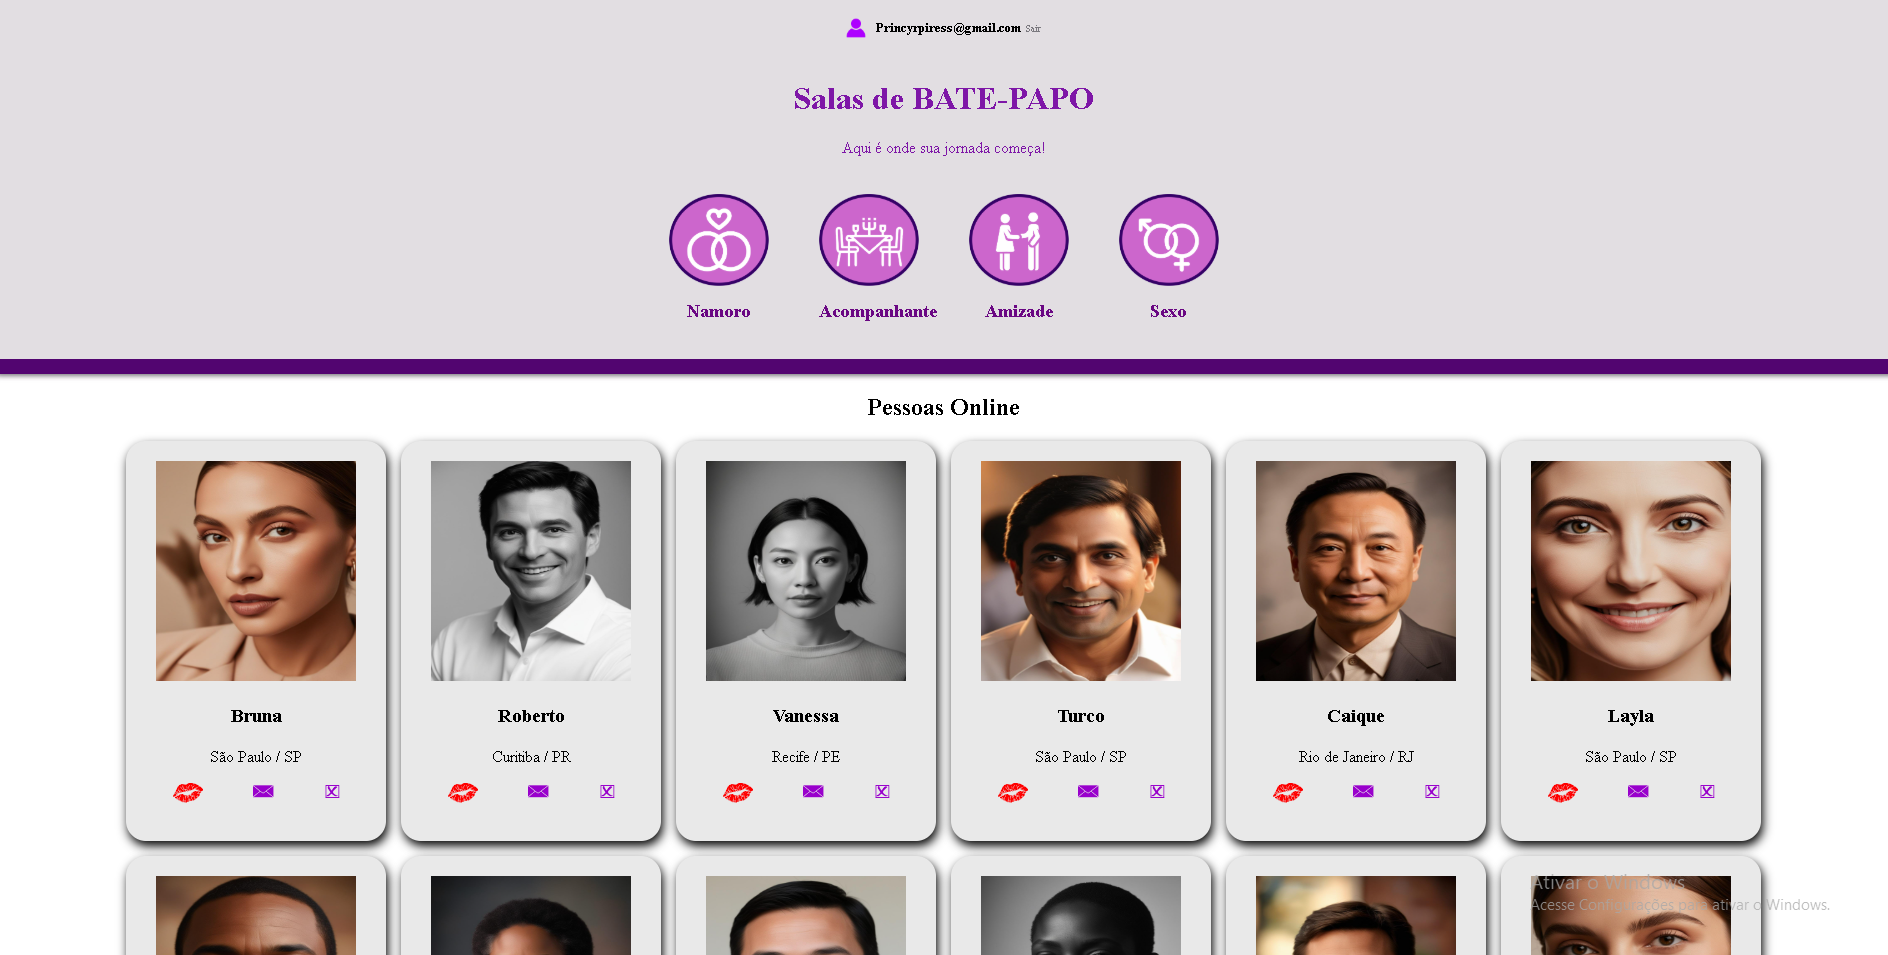 Princyrpiress@gmail.com Sair
Salas de BATE-PAPO
Aqui é onde sua jornada começa!
Namoro Acompanhante Amizade Sexo
Pessoas Online
Bruna Roberto Vanessa Turco Caique Layla
São Paulo / SP Curitiba / PR Recife / PE São Paulo / SP Rio de Janeiro / RJ São Paulo / SP
Ativar o Windows
Acesse Configurações para ativar o Windows.